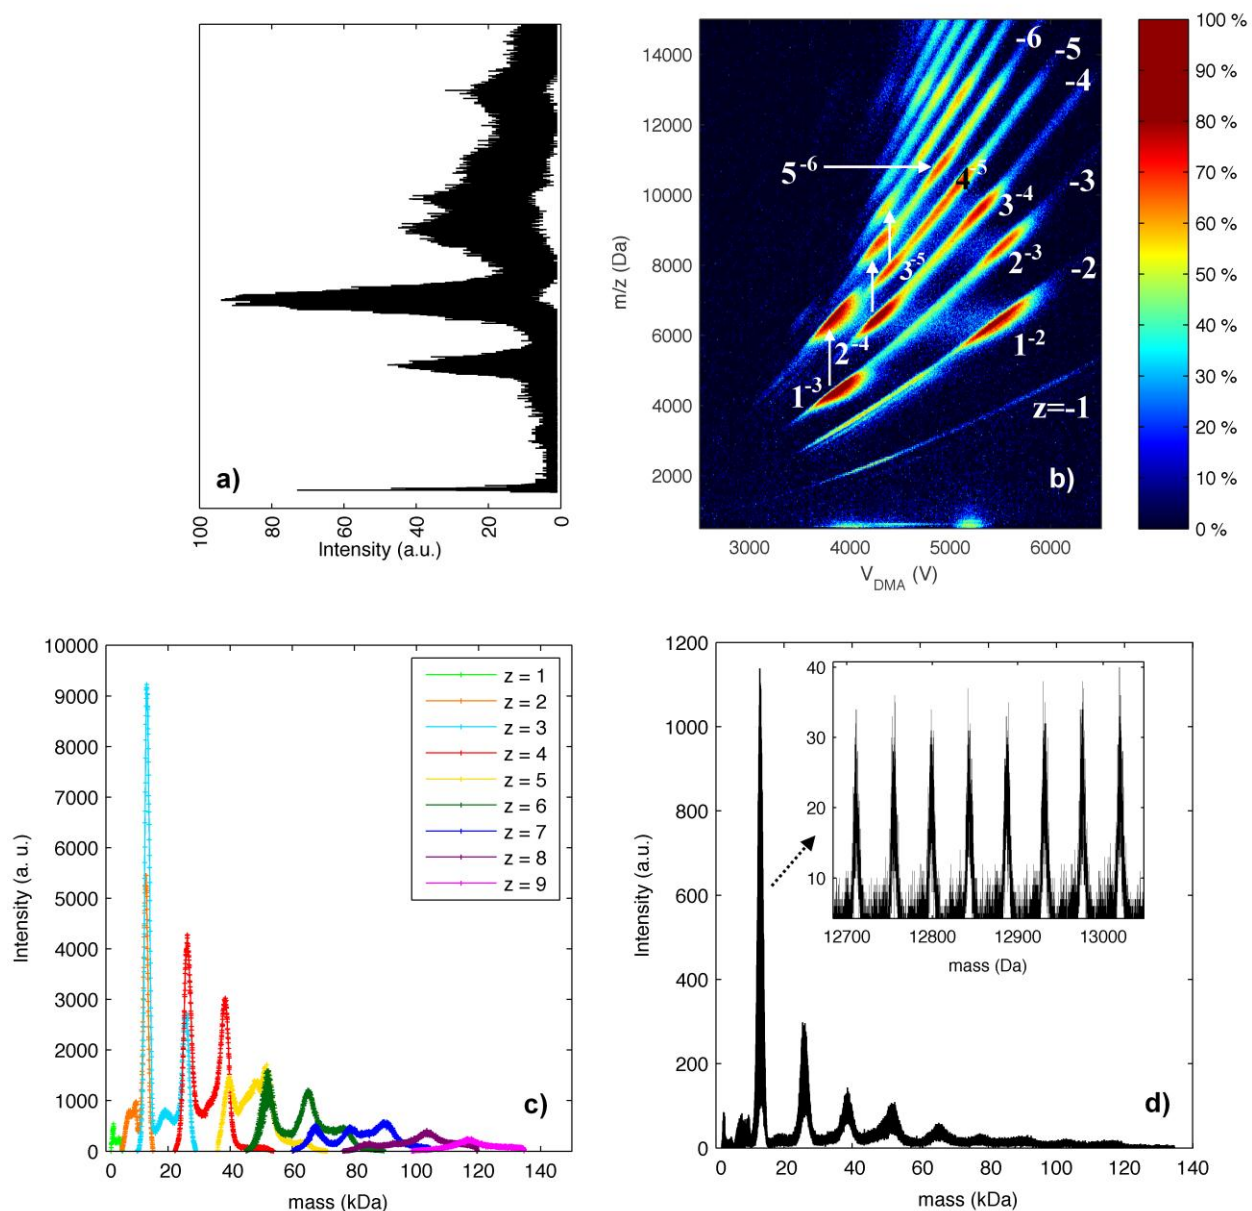 a)
100
80
60
40
20
0
Intensity (a.u.)
14000
12000
10000
8000
6000
4000
2000
m/z (Da)
3000 4000 5000 6000
V_DMA (V)
-6
-5
-4
-3
-2
z=-1
5^-6
4^-5
3^-4
3^-5
2^-3
2^-4
1^-2
1^-3
b)
100 %
90 %
80 %
70 %
60 %
50 %
40 %
30 %
20 %
10 %
0 %
10000
9000
8000
7000
6000
5000
4000
3000
2000
1000
0
Intensity (a. u.)
z = 1
z = 2
z = 3
z = 4
z = 5
z = 6
z = 7
z = 8
z = 9
c)
0 20 40 60 80 100 120 140
mass (kDa)
1200
1000
800
600
400
200
0
Intensity (a.u.)
40
30
20
10
12700 12800 12900 13000
mass (Da)
d)
0 20 40 60 80 100 120 140
mass (kDa)